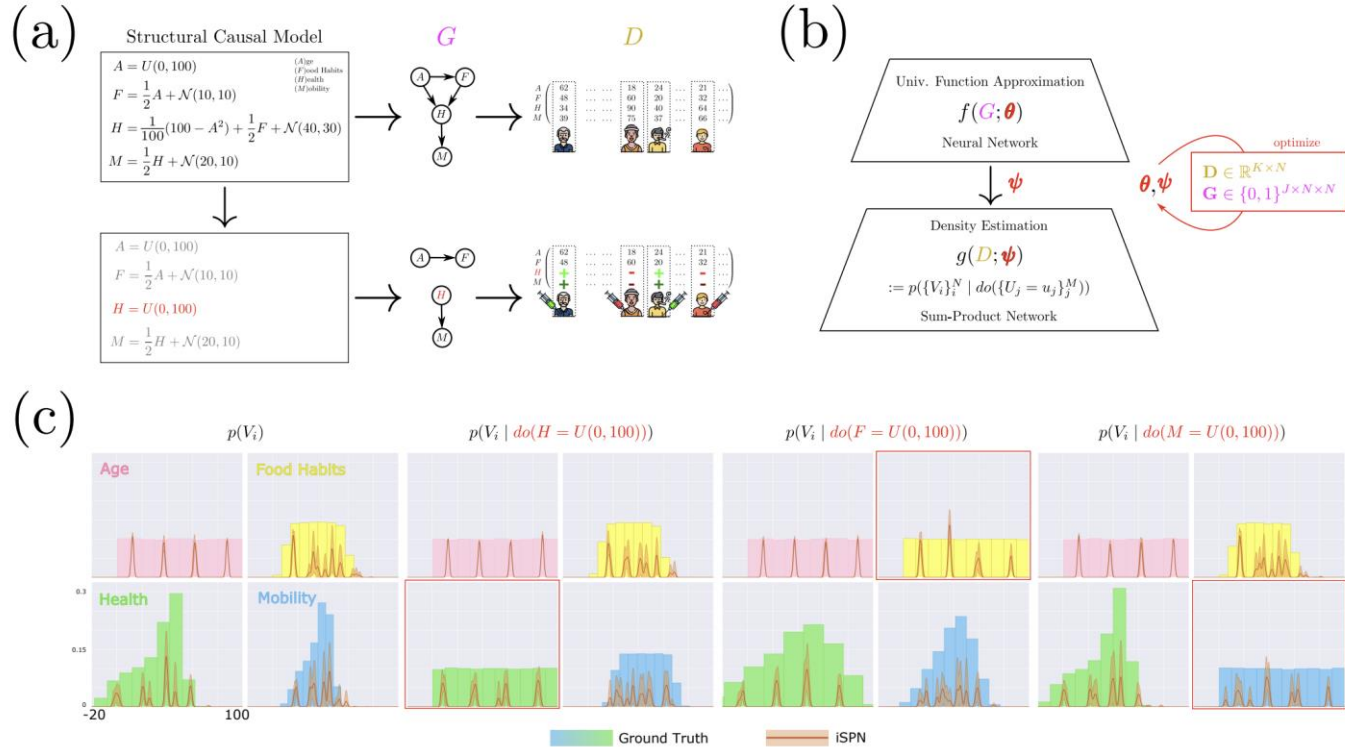 (a)
Structural Causal Model
A = U(0, 100)
F = 1/2 A + 𝒩(10, 10)
H = 1/100 (100 − A²) + 1/2 F + 𝒩(40, 30)
M = 1/2 H + 𝒩(20, 10)
(A)ge
(F)ood Habits
(H)ealth
(M)obility
G
A F
H
M
D
A 62 ... ... 18 24 ... 21 ...
F 48 ... ... 60 20 ... 32 ...
H 34 ... ... 90 40 ... 64 ...
M 39 ... ... 75 37 ... 66 ...
A = U(0, 100)
F = 1/2 A + 𝒩(10, 10)
H = U(0, 100)
M = 1/2 H + 𝒩(20, 10)
A F
H
M
A 62 ... ... 18 24 ... 21 ...
F 48 ... ... 60 20 ... 32 ...
H + ... ... - + ... - ...
M + ... ... - + ... - ...
(b)
Univ. Function Approximation
f(G; θ)
Neural Network
ψ
Density Estimation
g(D; ψ)
:= p({V_i}_i^N | do({U_j = u_j}_j^M))
Sum-Product Network
θ,ψ
optimize
D ∈ ℝ^{K×N}
G ∈ {0, 1}^{J×N×N}
(c)
p(V_i)
p(V_i | do(H = U(0, 100)))
p(V_i | do(F = U(0, 100)))
p(V_i | do(M = U(0, 100)))
Age
Food Habits
Health
Mobility
0.3
0.15
0
-20
100
Ground Truth
iSPN